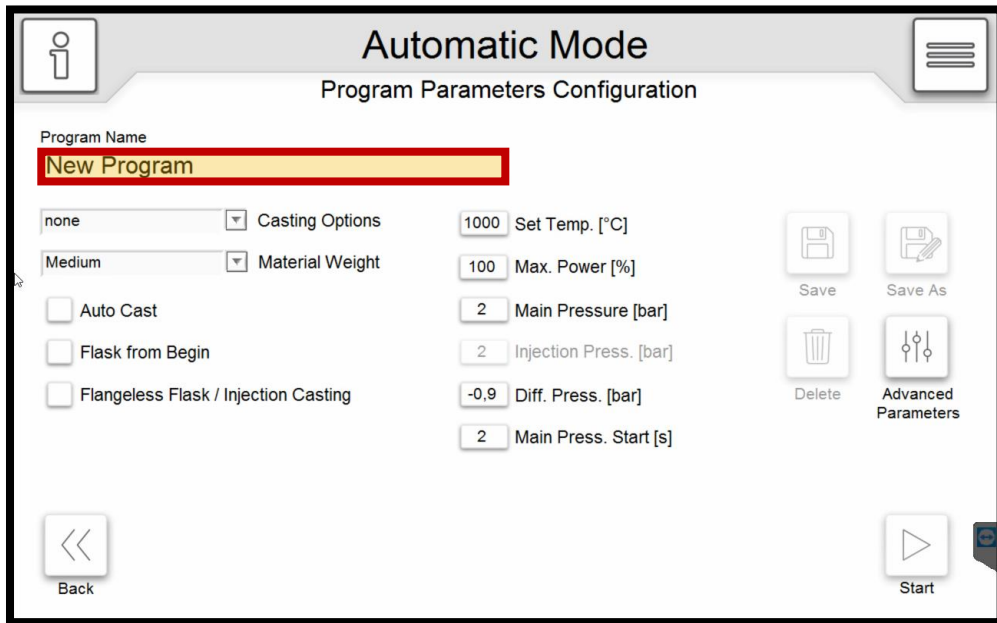 Automatic Mode
Program Parameters Configuration
Program Name
New Program
none
Casting Options
Medium
Material Weight
Auto Cast
Flask from Begin
Flangeless Flask / Injection Casting
1000 Set Temp. [°C]
100 Max. Power [%]
2 Main Pressure [bar]
2 Injection Press. [bar]
-0,9 Diff. Press. [bar]
2 Main Press. Start [s]
Save
Save As
Delete
Advanced
Parameters
Back
Start